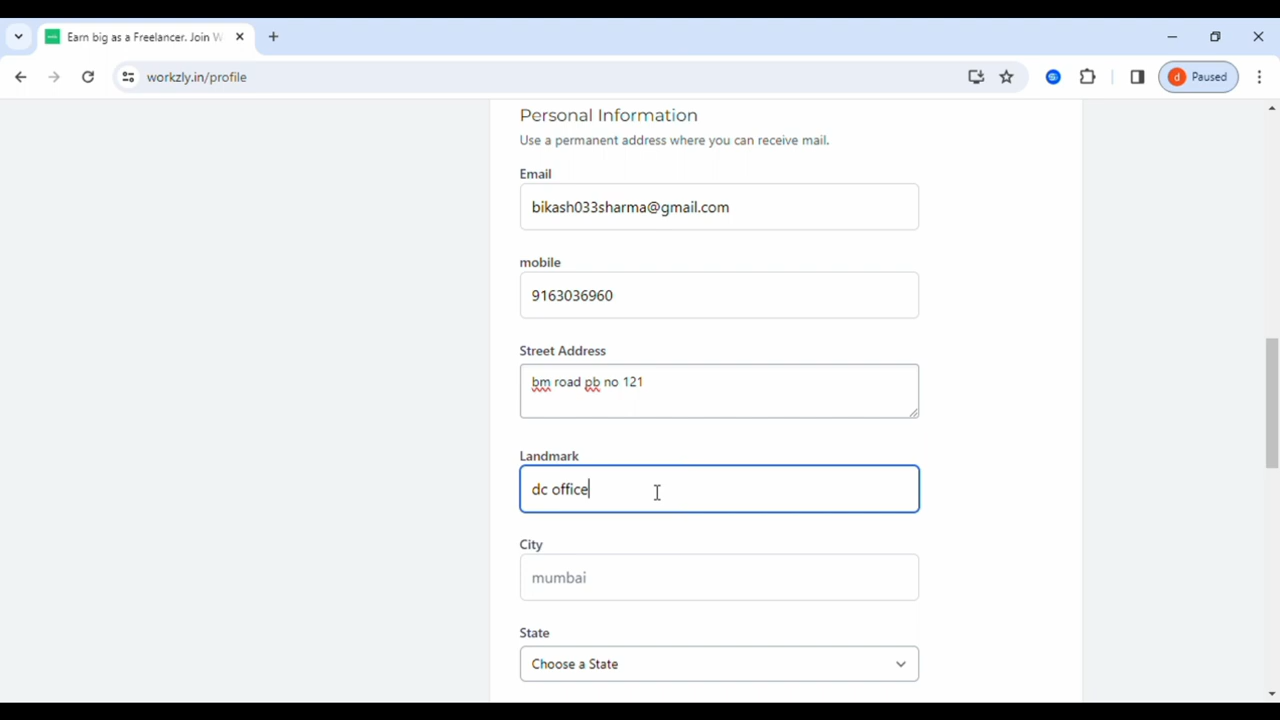 Earn big as a Freelancer. Join W
workzly.in/profile
d Paused
Personal Information
Use a permanent address where you can receive mail.
Email
bikash033sharma@gmail.com
mobile
9163036960
Street Address
bm road pb no 121
Landmark
dc office
City
mumbai
State
Choose a State